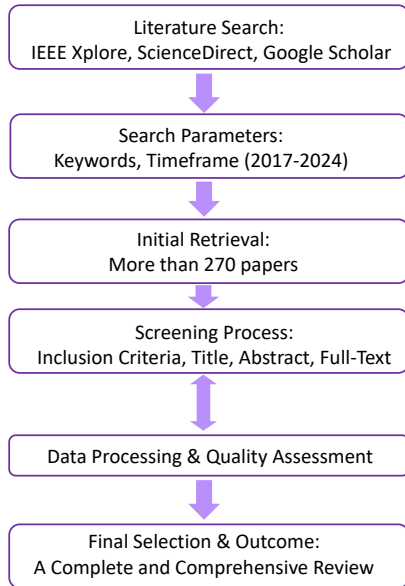 Literature Search:
IEEE Xplore, ScienceDirect, Google Scholar
Search Parameters:
Keywords, Timeframe (2017-2024)
Initial Retrieval:
More than 270 papers
Screening Process:
Inclusion Criteria, Title, Abstract, Full-Text
Data Processing & Quality Assessment
Final Selection & Outcome:
A Complete and Comprehensive Review